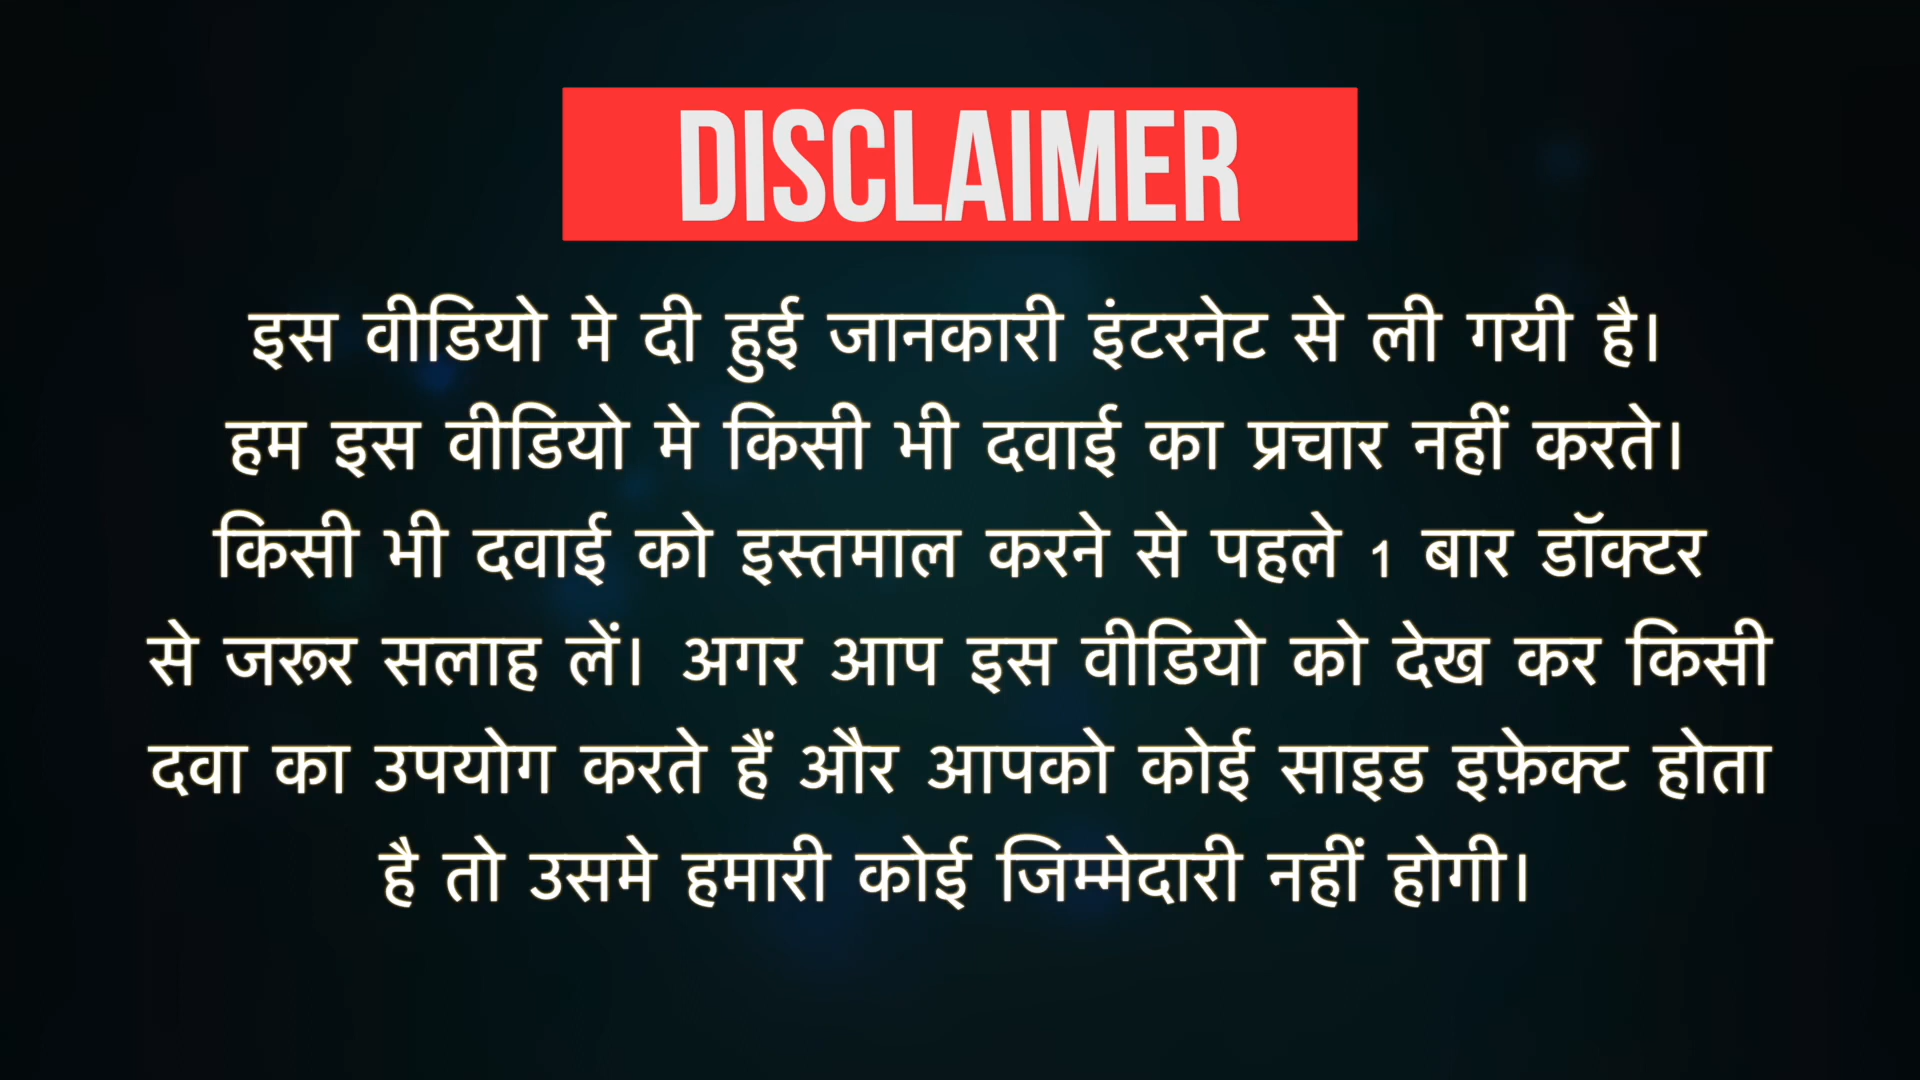 DISCLAIMER
इस वीडियो मे दी हुई जानकारी इंटरनेट से ली गयी है।
हम इस वीडियो मे किसी भी दवाई का प्रचार नहीं करते।
किसी भी दवाई को इस्तमाल करने से पहले 1 बार डॉक्टर
से जरूर सलाह लें। अगर आप इस वीडियो को देख कर किसी
दवा का उपयोग करते हैं और आपको कोई साइड इफ़ेक्ट होता
है तो उसमे हमारी कोई जिम्मेदारी नहीं होगी।